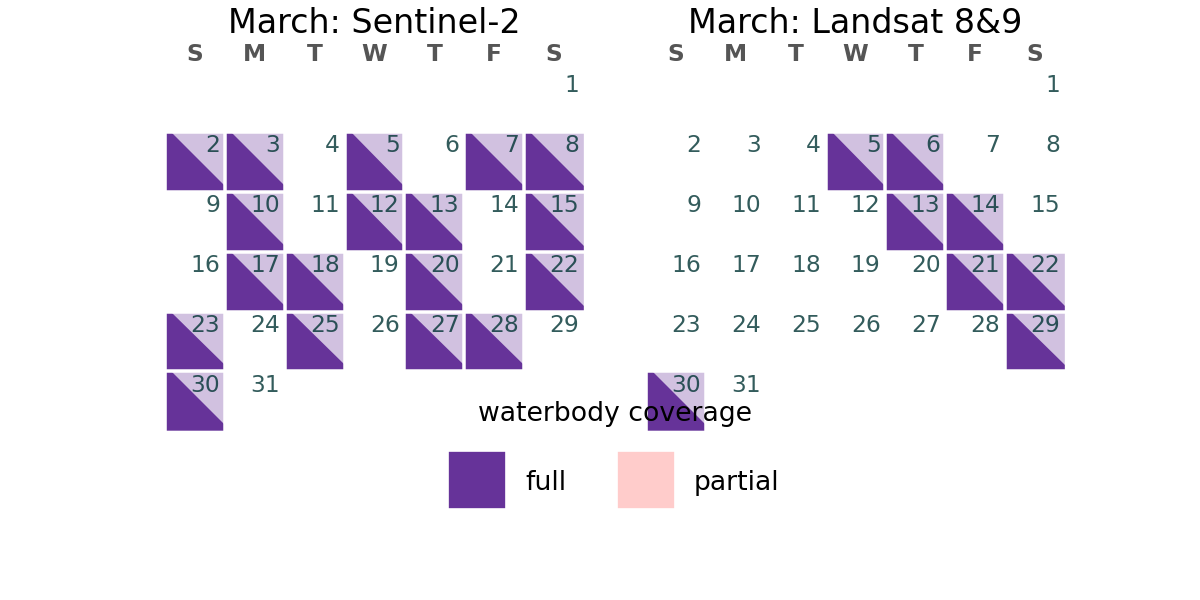 March: Sentinel-2
S M T W T F S
1
2 3 4 5 6 7 8
9 10 11 12 13 14 15
16 17 18 19 20 21 22
23 24 25 26 27 28 29
30 31
March: Landsat 8&9
S M T W T F S
1
2 3 4 5 6 7 8
9 10 11 12 13 14 15
16 17 18 19 20 21 22
23 24 25 26 27 28 29
30 31
waterbody coverage
full partial